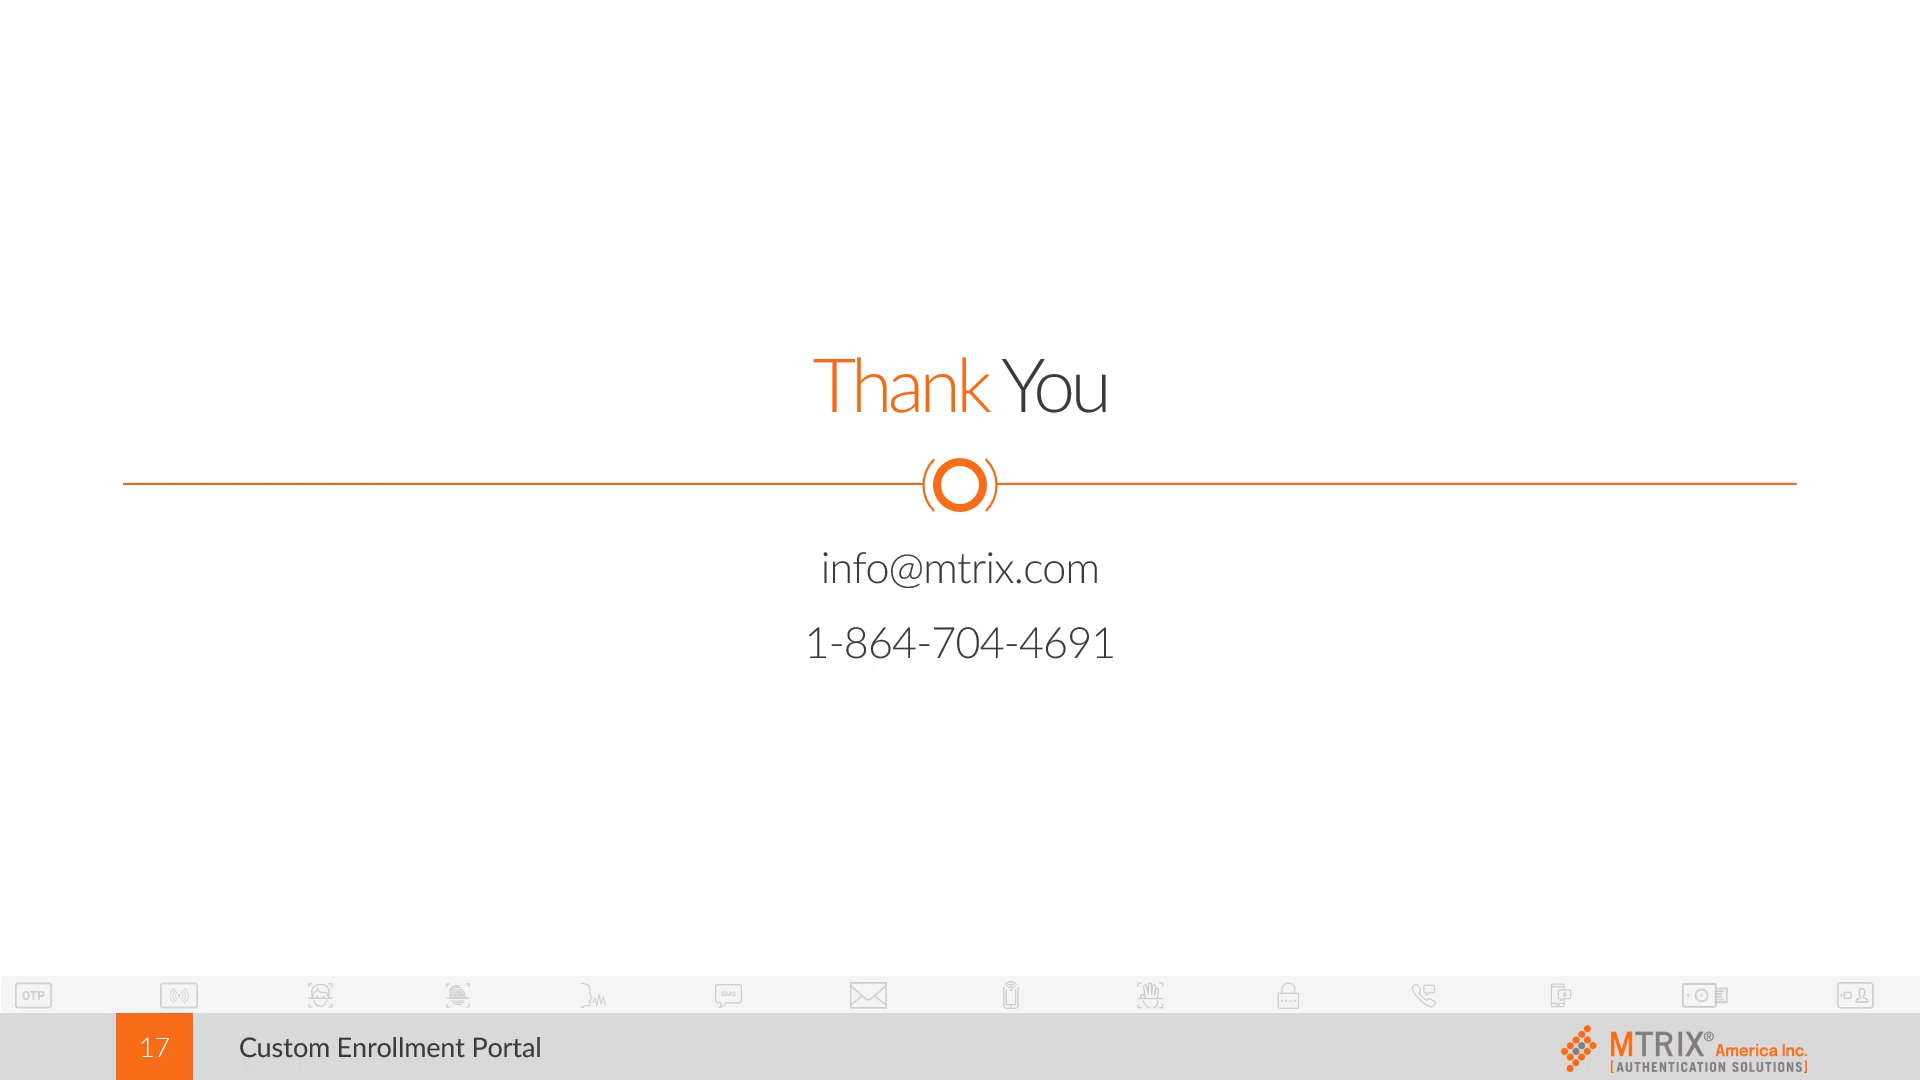 Thank You
info@mtrix.com
1-864-704-4691
OTP
SMS
17
Custom Enrollment Portal
MTRIX® America Inc.
[AUTHENTICATION SOLUTIONS]